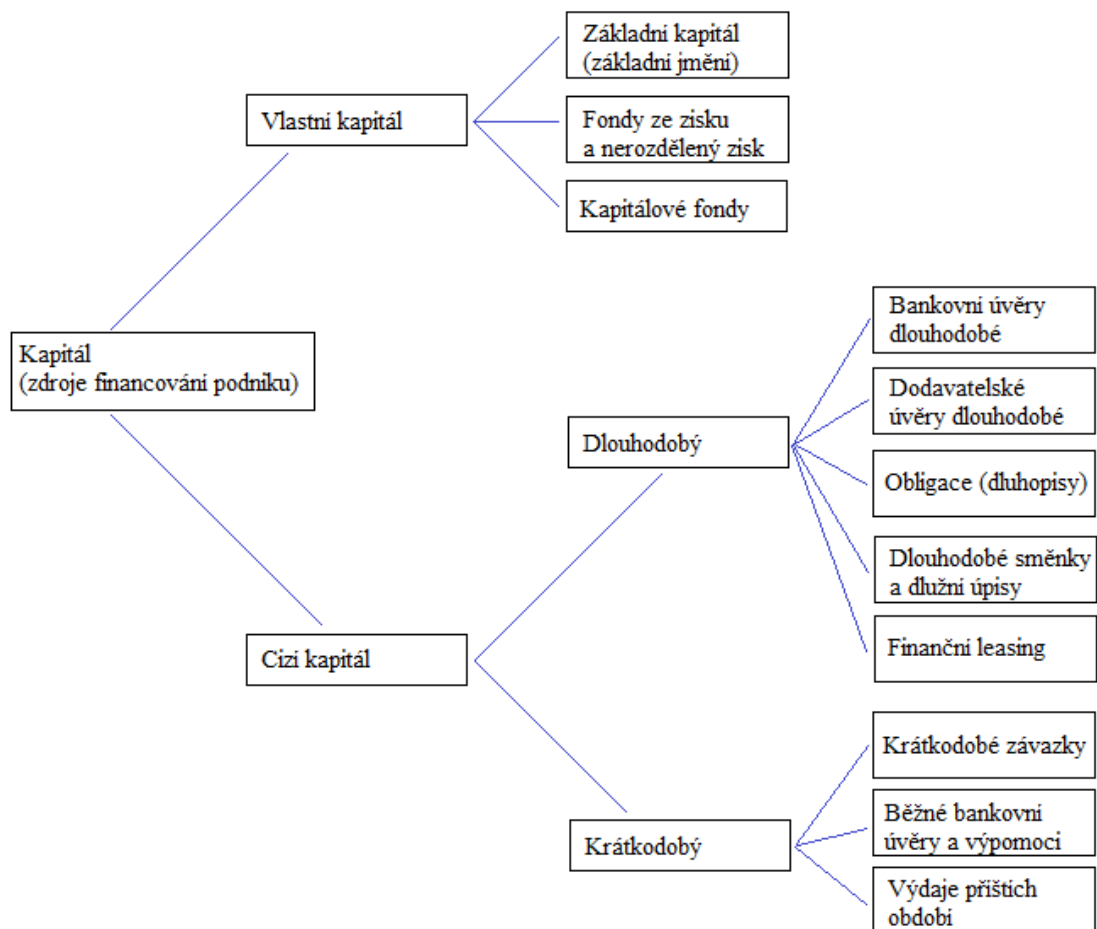 Základní kapitál
(základní jmění)
Vlastní kapitál
Fondy ze zisku
a nerozdělený zisk
Kapitálové fondy
Bankovní úvěry
dlouhodobé
Kapitál
(zdroje financování podniku)
Dodavatelské
úvěry dlouhodobé
Dlouhodobý
Obligace (dluhopisy)
Dlouhodobé směnky
a dlužní úpisy
Cizí kapitál
Finanční leasing
Krátkodobé závazky
Krátkodobý
Běžné bankovní
úvěry a výpomoci
Výdaje příštích
období